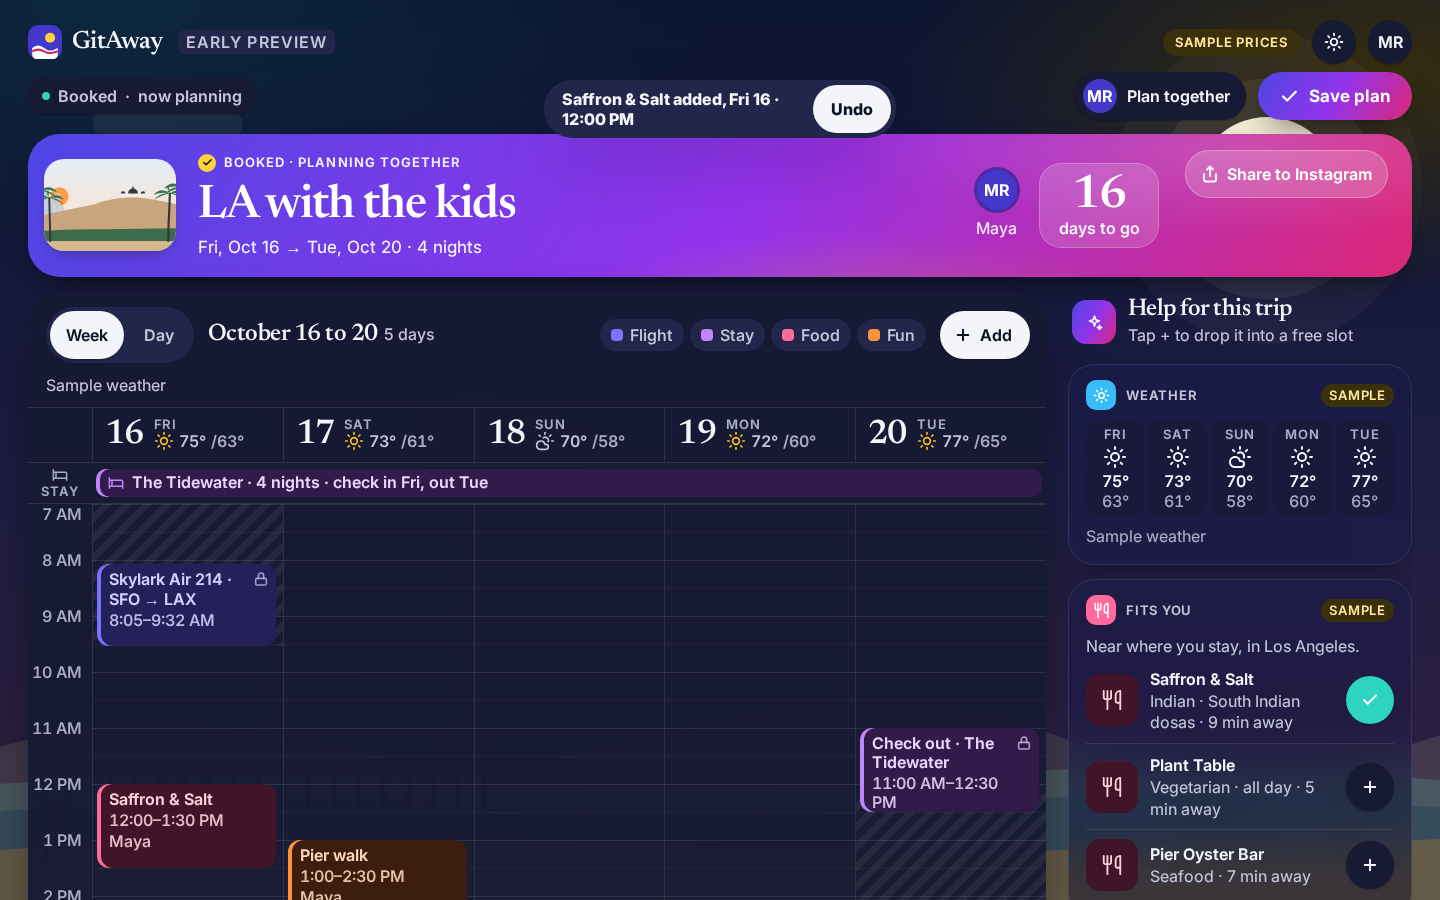 GitAway EARLY PREVIEW
SAMPLE PRICES
MR
Booked · now planning
Saffron & Salt added, Fri 16 ·
12:00 PM
Undo
MR Plan together
Save plan
BOOKED · PLANNING TOGETHER
LA with the kids
Fri, Oct 16 → Tue, Oct 20 · 4 nights
MR
Maya
16
days to go
Share to Instagram
Week Day
October 16 to 20 5 days
Flight Stay Food Fun
+ Add
Sample weather
16 FRI 75° /63°
17 SAT 73° /61°
18 SUN 70° /58°
19 MON 72° /60°
20 TUE 77° /65°
STAY
The Tidewater · 4 nights · check in Fri, out Tue
7 AM
8 AM
9 AM
10 AM
11 AM
12 PM
1 PM
2 PM
Skylark Air 214 ·
SFO → LAX
8:05–9:32 AM
Saffron & Salt
12:00–1:30 PM
Maya
Pier walk
1:00–2:30 PM
Maya
Check out · The
Tidewater
11:00 AM–12:30
PM
Help for this trip
Tap + to drop it into a free slot
WEATHER SAMPLE
FRI SAT SUN MON TUE
75° 73° 70° 72° 77°
63° 61° 58° 60° 65°
Sample weather
FITS YOU SAMPLE
Near where you stay, in Los Angeles.
Saffron & Salt
Indian · South Indian
dosas · 9 min away
Plant Table
Vegetarian · all day · 5
min away
+
Pier Oyster Bar
Seafood · 7 min away
+